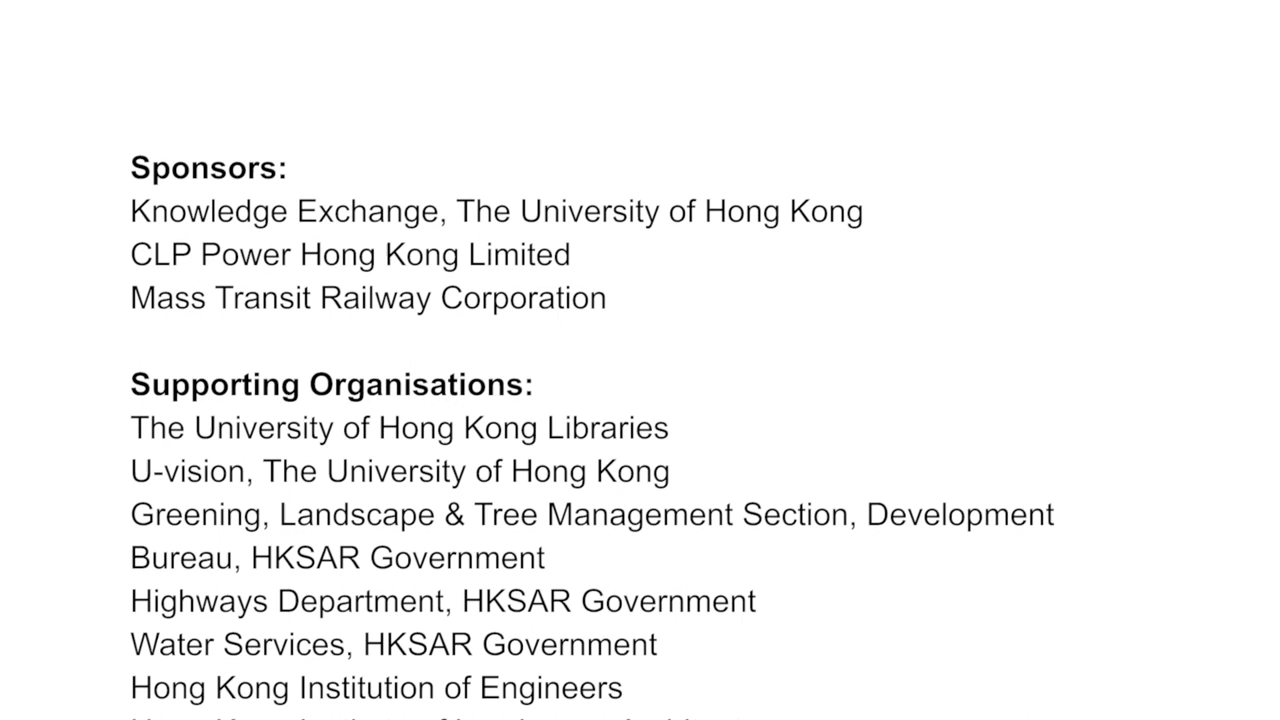 Sponsors:
Knowledge Exchange, The University of Hong Kong
CLP Power Hong Kong Limited
Mass Transit Railway Corporation
Supporting Organisations:
The University of Hong Kong Libraries
U-vision, The University of Hong Kong
Greening, Landscape & Tree Management Section, Development
Bureau, HKSAR Government
Highways Department, HKSAR Government
Water Services, HKSAR Government
Hong Kong Institution of Engineers